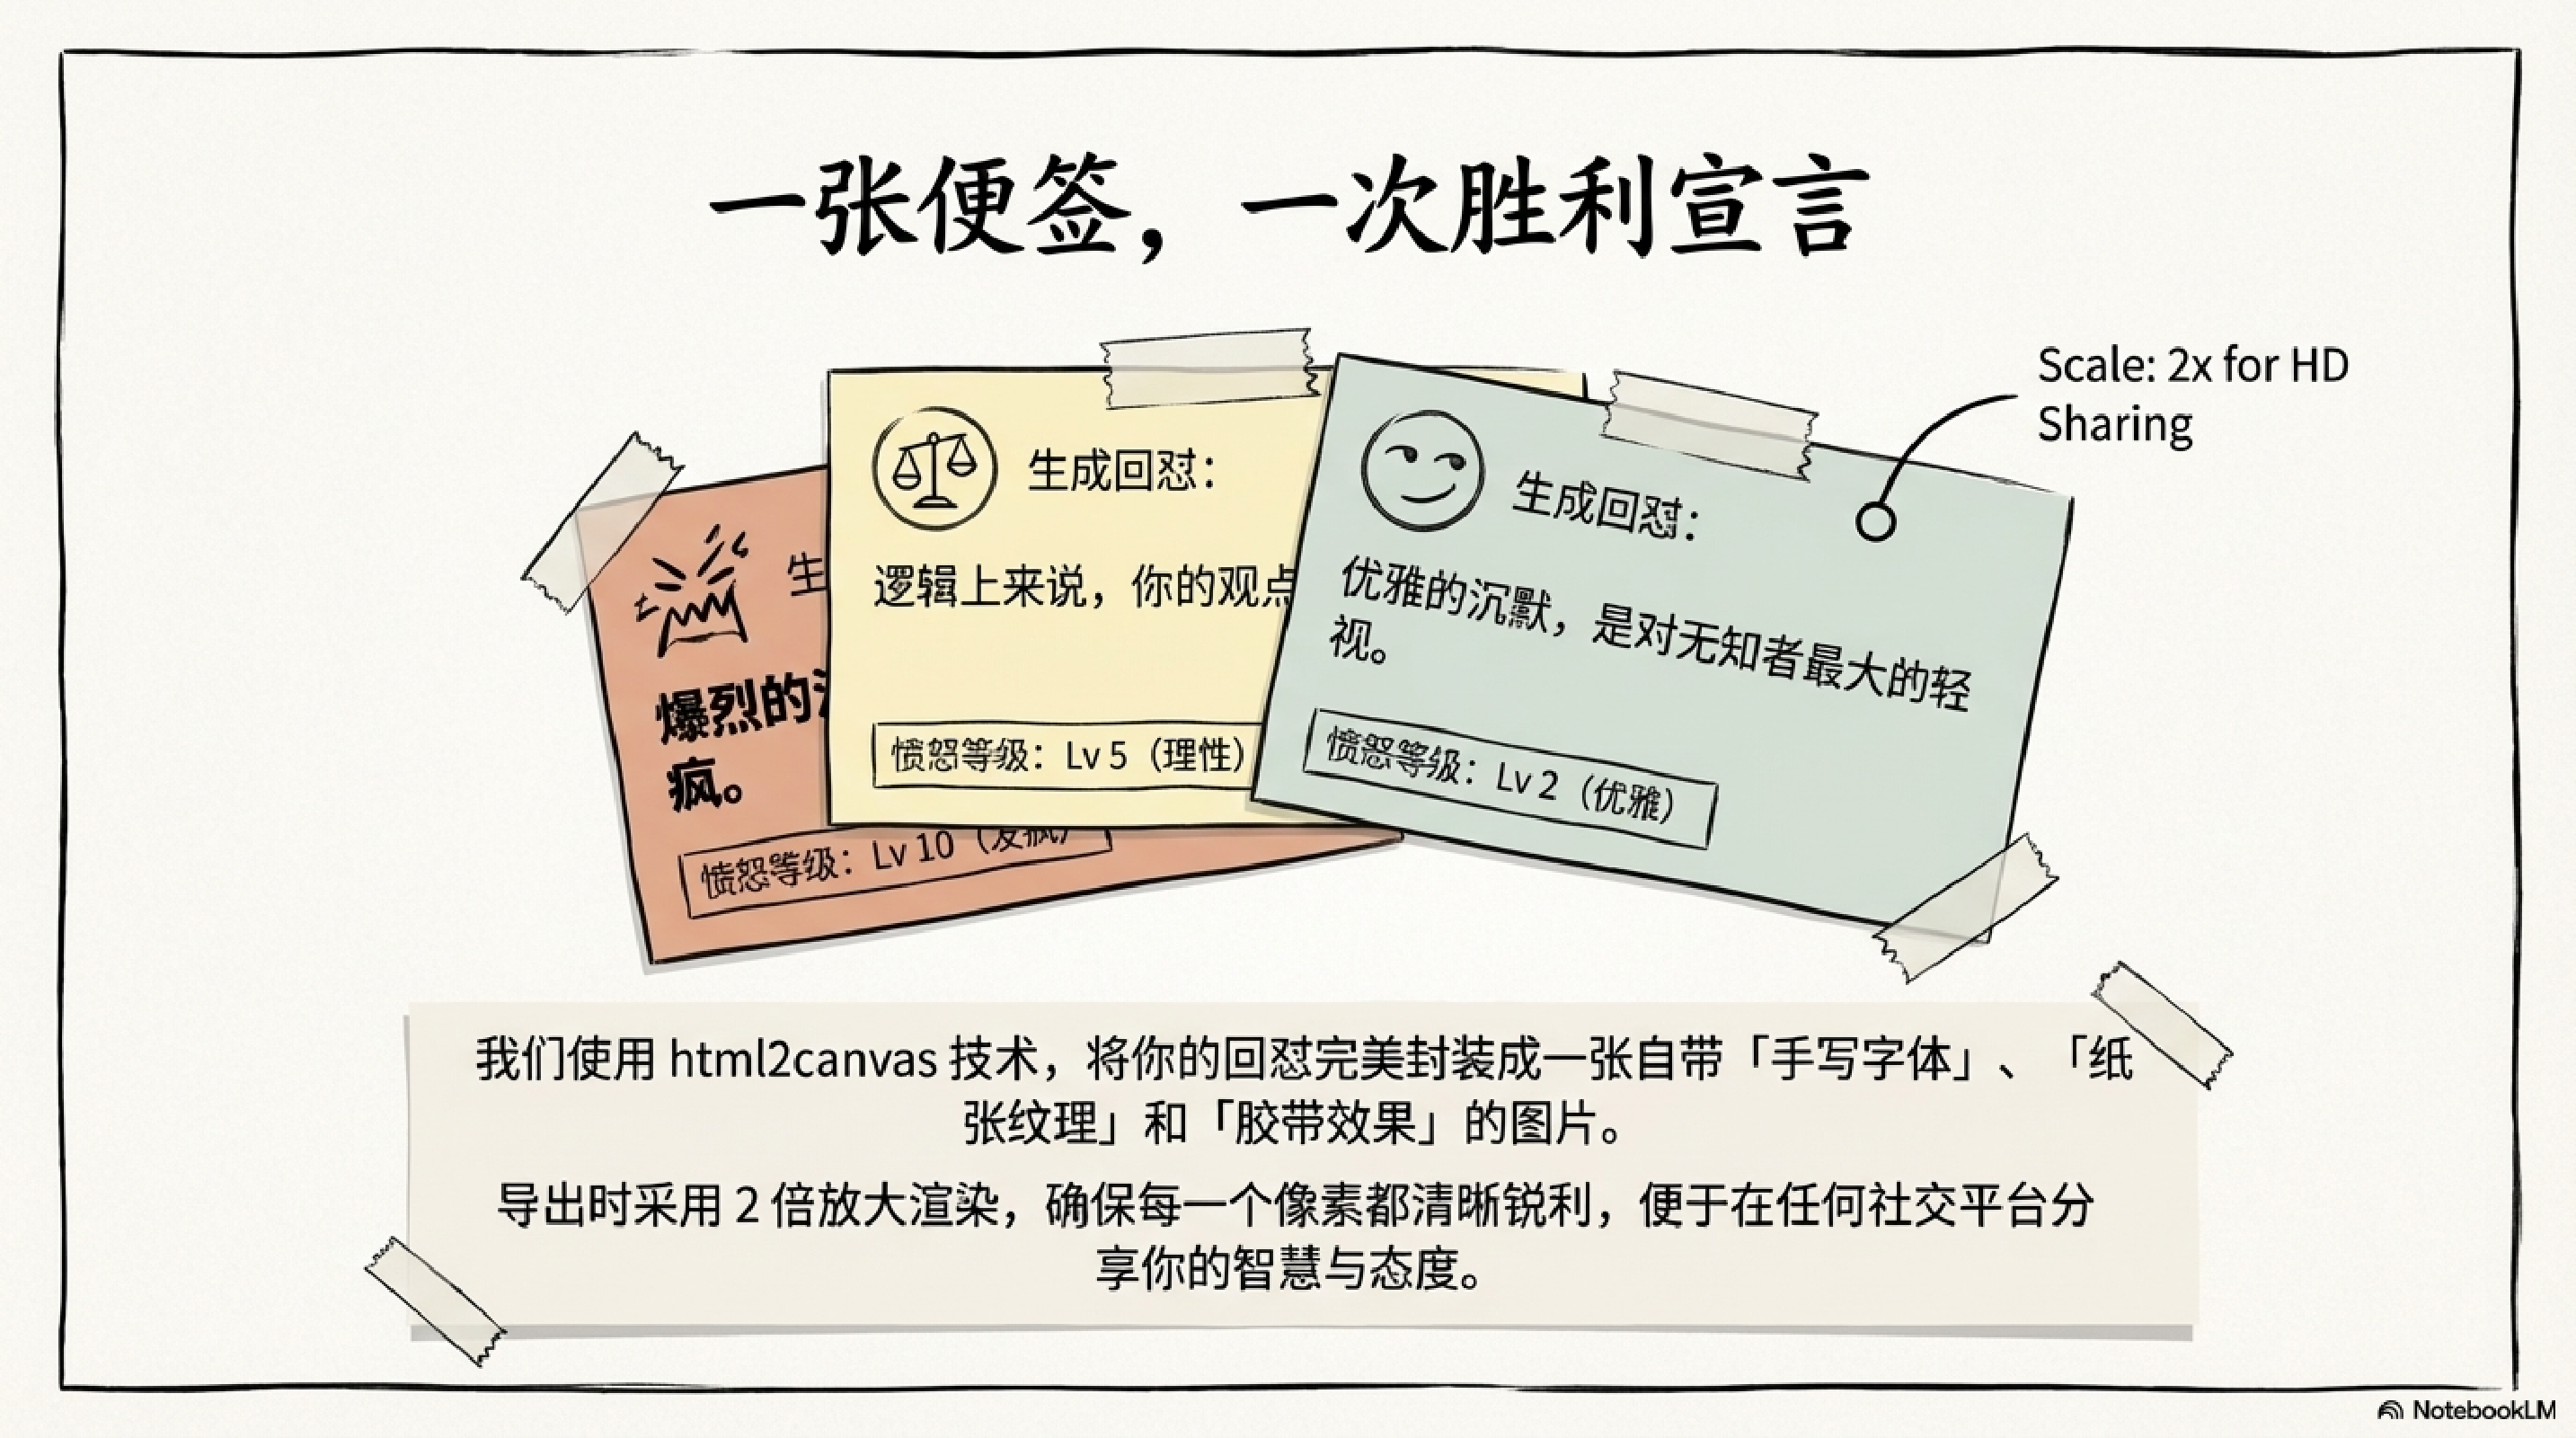 一张便签，一次胜利宣言
Scale: 2x for HD
Sharing
生
爆烈的
疯。
愤怒等级：Lv 10（发疯）
生成回怼：
逻辑上来说，你的观点
愤怒等级：Lv 5（理性）
生成回怼：
优雅的沉默，是对无知者最大的轻
视。
愤怒等级：Lv 2（优雅）
我们使用 html2canvas 技术，将你的回怼完美封装成一张自带「手写字体」、「纸
张纹理」和「胶带效果」的图片。
导出时采用 2 倍放大渲染，确保每一个像素都清晰锐利，便于在任何社交平台分
享你的智慧与态度。
NotebookLM